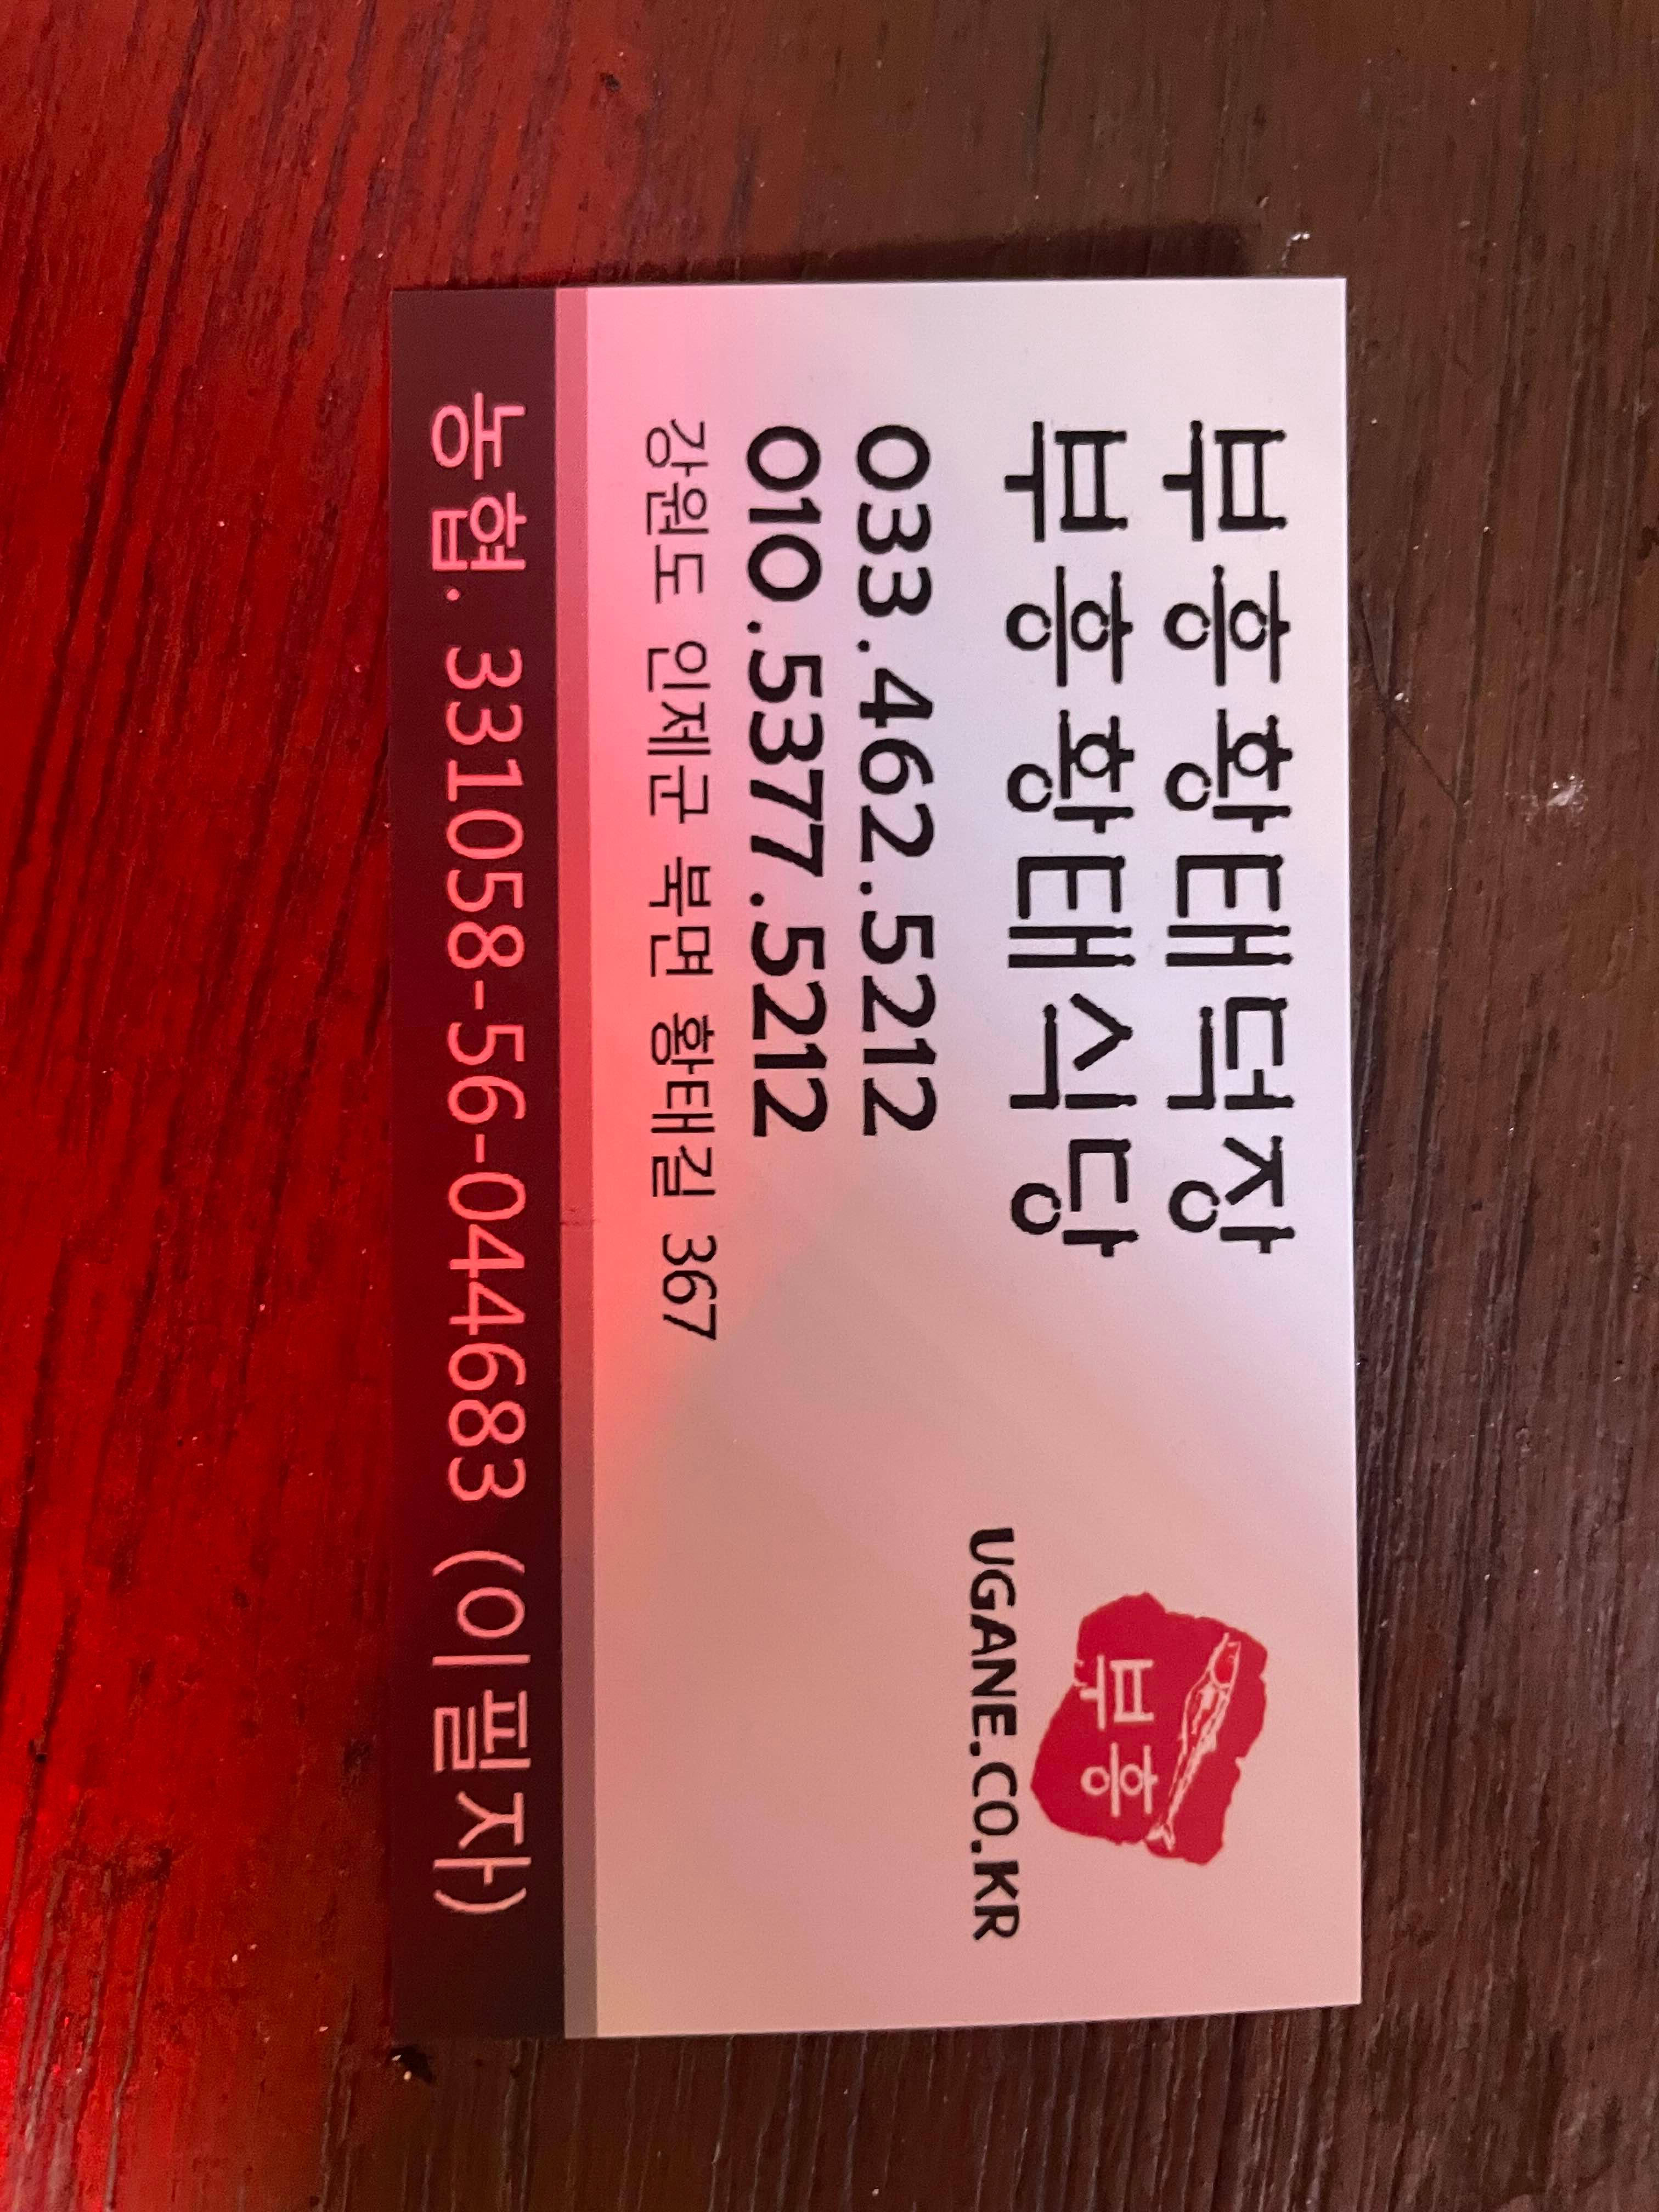 부흥황태덕장
부흥황태식당
033.462.5212
010.5377.5212
강원도 인제군 북면 황태길 367
부흥
UGANE.CO.KR
농협. 331058-56-044683 (이필자)